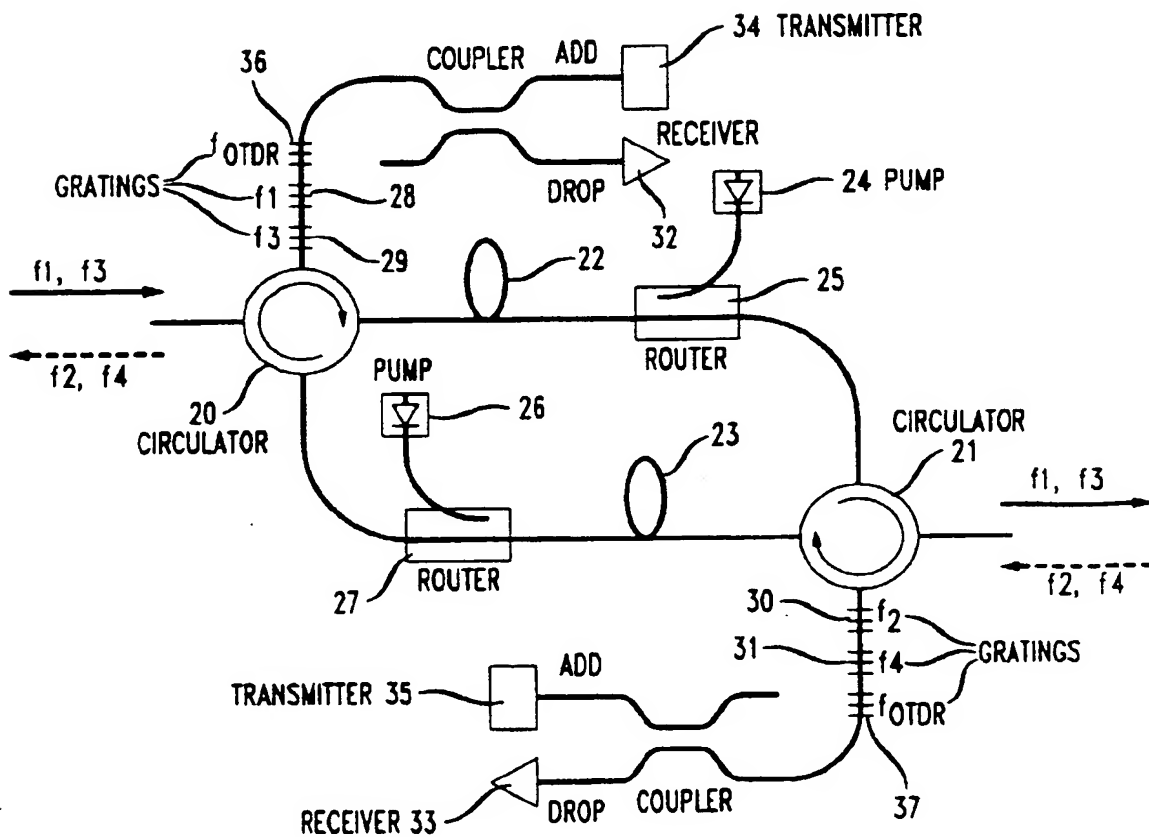 34 TRANSMITTER
36
COUPLER
ADD
RECEIVER
fOTDR
GRATINGS
f1
28
DROP
32
24 PUMP
f3
29
22
25
f1, f3
ROUTER
f2, f4
PUMP
20
CIRCULATOR
26
23
CIRCULATOR
21
f1, f3
ROUTER
27
f2, f4
30
f2
31
f4
GRATINGS
ADD
TRANSMITTER 35
fOTDR
RECEIVER 33
DROP
COUPLER
37